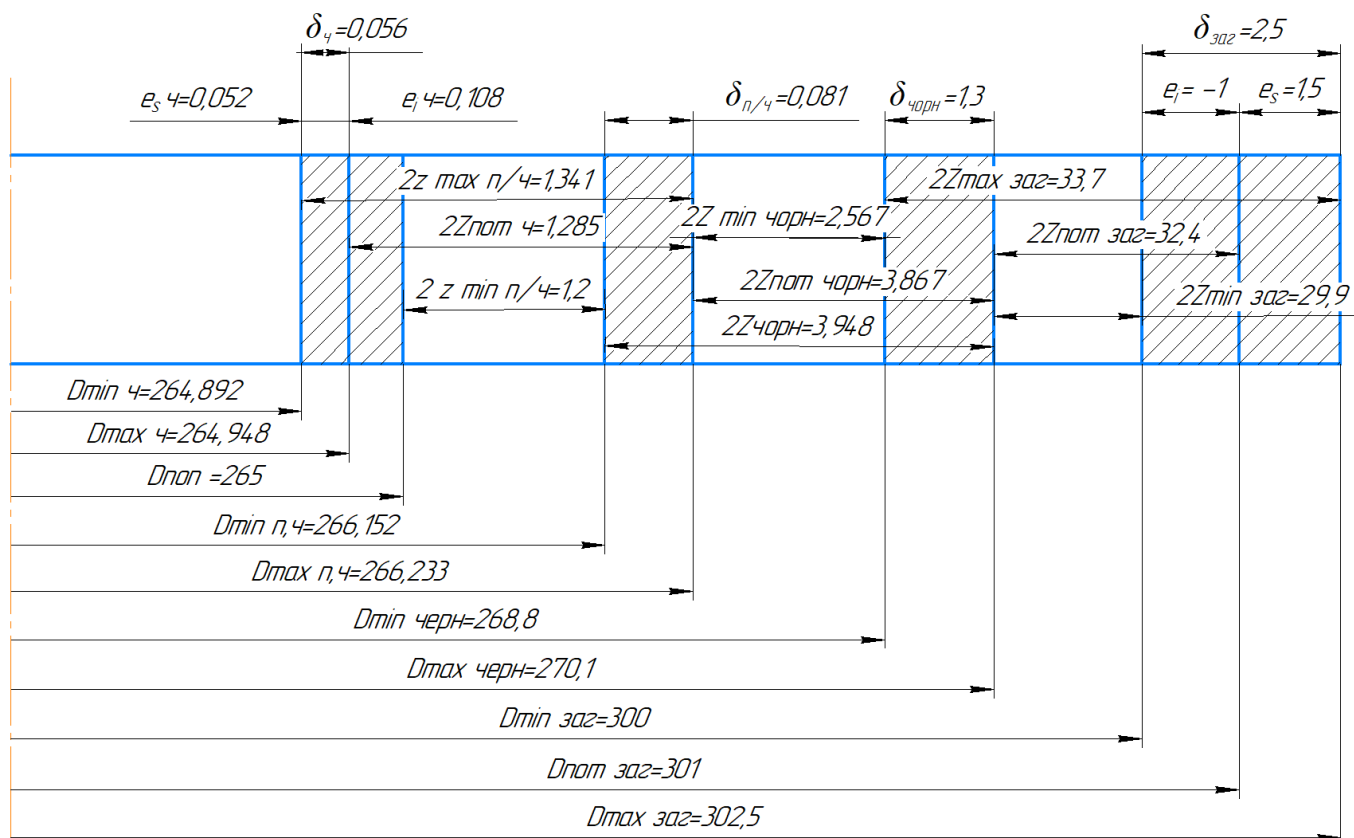 δч=0,056
δзаг=2,5
es ч=0,052
ei ч=0,108
δп/ч=0,081
δчорн=1,3
ei= -1
es=1,5
2z max п/ч=1,341
2Zmax заг=33,7
2Zпот ч=1,285
2Z min чорн=2,567
2Zпот заг=32,4
2 z min п/ч=1,2
2Zпот чорн=3,867
2Zmin заг=29,9
2Zчорн=3,948
Dmin ч=264,892
Dmax ч=264,948
Dпоп =265
Dmin п,ч=266,152
Dmax п,ч=266,233
Dmin черн=268,8
Dmax черн=270,1
Dmin заг=300
Dпот заг=301
Dmax заг=302,5